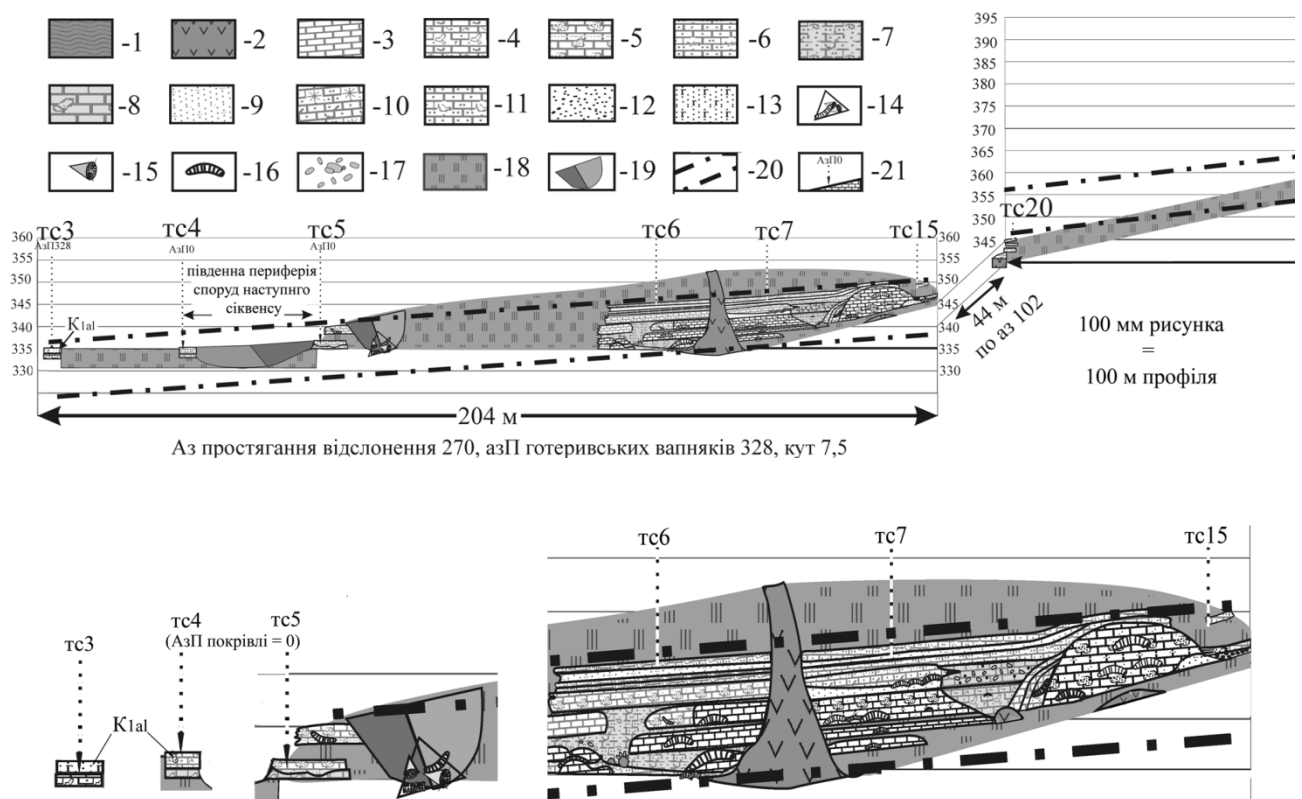 -1 -2 -3 -4 -5 -6 -7
-8 -9 -10 -11 -12 -13 -14
-15 -16 -17 -18 -19 -20 АзП0 -21
395
390
385
380
375
370
365
360
355
350
345
тс3 тс4 тс5 тс6 тс7 тс15 тс20
АзП328 АзП0 АзП0
360
355
350
345
340
335
330
південна периферія
споруд наступнго
сіквенсу
K1al
360
355
350
345
340
335
330
44 м
по аз 102
100 мм рисунка
=
100 м профіля
204 м
Аз простягання відслонення 270, азП готеривських вапняків 328, кут 7,5
тс3
тс4
(АзП покрівлі = 0)
тс5
K1al
тс6 тс7 тс15